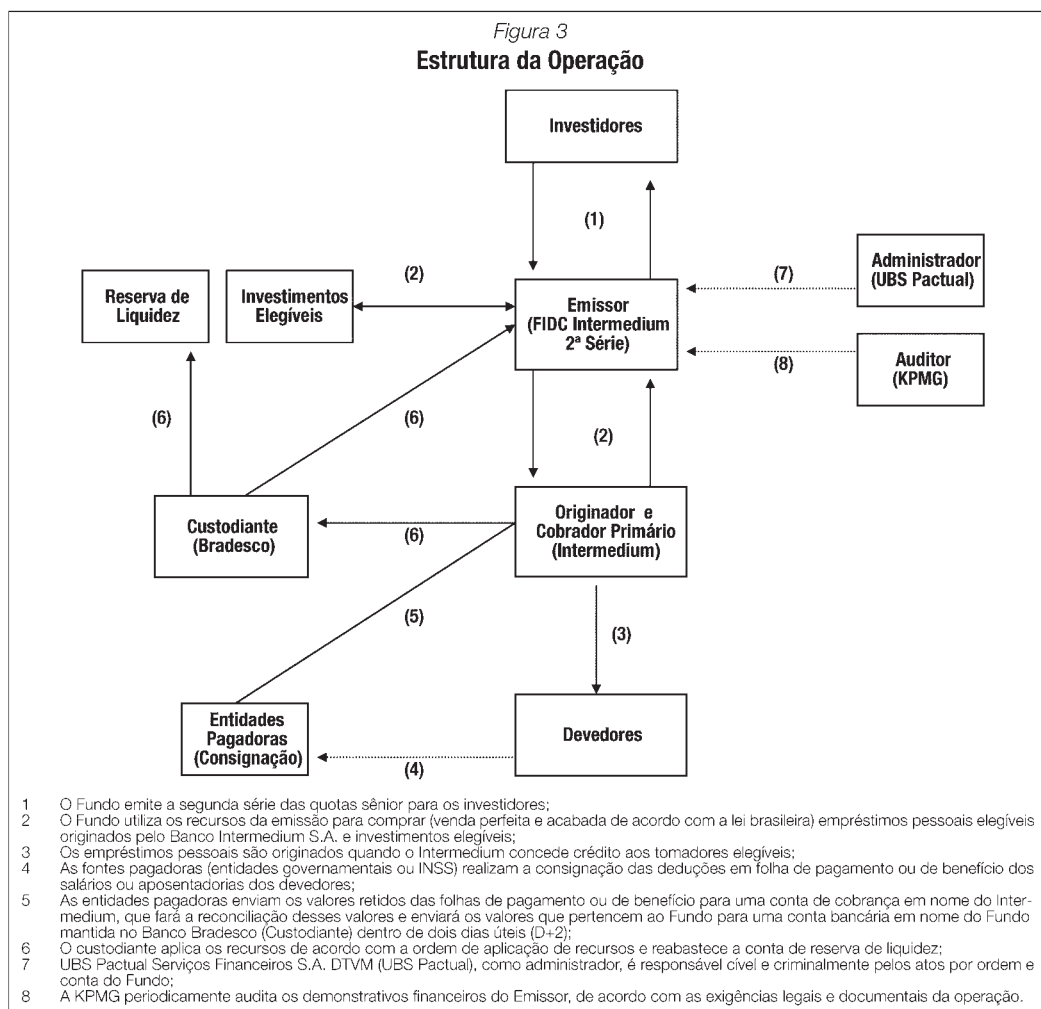 Figura 3
Estrutura da Operação
Investidores
(1)
Reserva de
Liquidez
Investimentos
Elegíveis
(2)
Emissor
(FIDC Intermedium
2ª Série)
(7)
Administrador
(UBS Pactual)
(8)
Auditor
(KPMG)
(6)
(6)
(2)
Custodiante
(Bradesco)
(6)
Originador e
Cobrador Primário
(Intermedium)
(5)
(3)
Entidades
Pagadoras
(Consignação)
(4)
Devedores
1 O Fundo emite a segunda série das quotas sênior para os investidores;
2 O Fundo utiliza os recursos da emissão para comprar (venda perfeita e acabada de acordo com a lei brasileira) empréstimos pessoais elegíveis
originados pelo Banco Intermedium S.A. e investimentos elegíveis;
3 Os empréstimos pessoais são originados quando o Intermedium concede crédito aos tomadores elegíveis;
4 As fontes pagadoras (entidades governamentais ou INSS) realizam a consignação das deduções em folha de pagamento ou de benefício dos
salários ou aposentadorias dos devedores;
5 As entidades pagadoras enviam os valores retidos das folhas de pagamento ou de benefício para uma conta de cobrança em nome do Inter-
medium, que fará a reconciliação desses valores e enviará os valores que pertencem ao Fundo para uma conta bancária em nome do Fundo
mantida no Banco Bradesco (Custodiante) dentro de dois dias úteis (D+2);
6 O custodiante aplica os recursos de acordo com a ordem de aplicação de recursos e reabastece a conta de reserva de liquidez;
7 UBS Pactual Serviços Financeiros S.A. DTVM (UBS Pactual), como administrador, é responsável cível e criminalmente pelos atos por ordem e
conta do Fundo;
8 A KPMG periodicamente audita os demonstrativos financeiros do Emissor, de acordo com as exigências legais e documentais da operação.